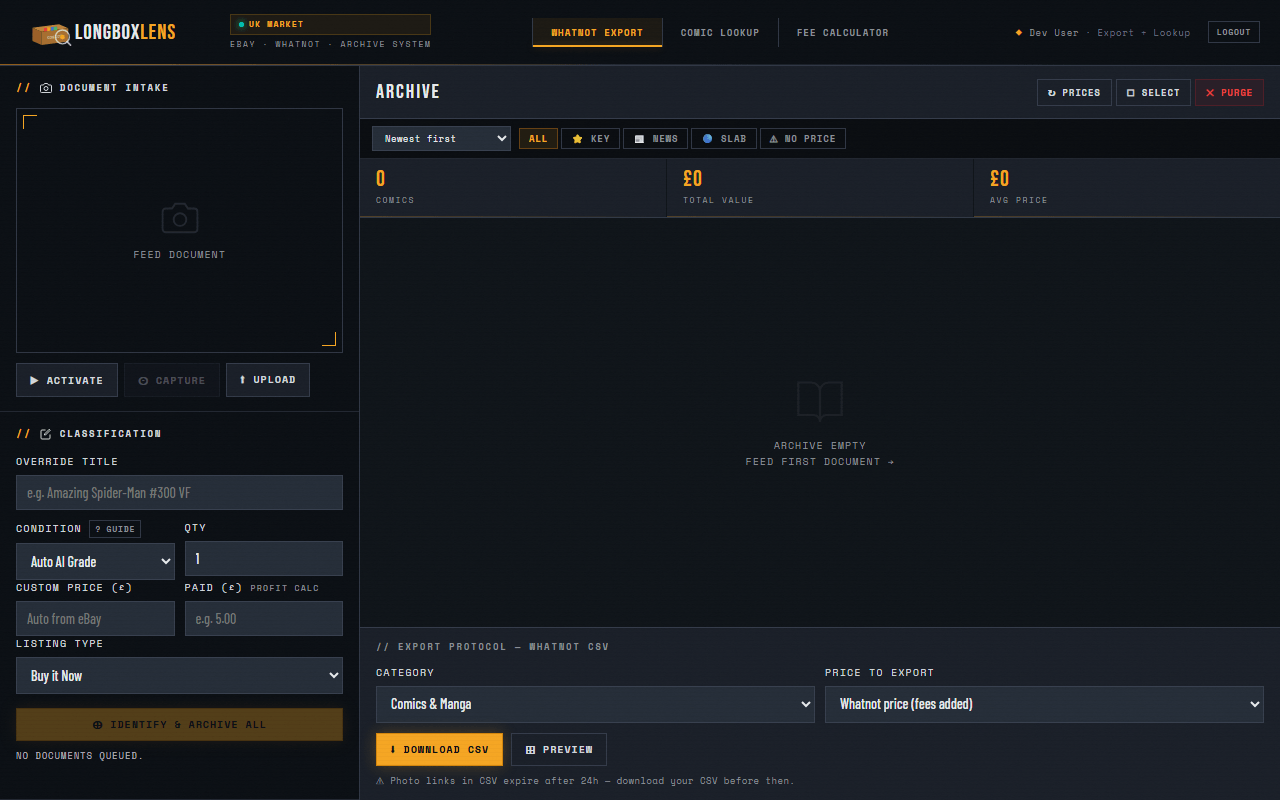 LONGBOXLENS
UK MARKET
EBAY · WHATNOT · ARCHIVE SYSTEM
WHATNOT EXPORT
COMIC LOOKUP
FEE CALCULATOR
◆ Dev User · Export + Lookup
LOGOUT
// DOCUMENT INTAKE
FEED DOCUMENT
▶ ACTIVATE
CAPTURE
⬆ UPLOAD
// CLASSIFICATION
OVERRIDE TITLE
e.g. Amazing Spider-Man #300 VF
CONDITION ? GUIDE
QTY
Auto AI Grade
1
CUSTOM PRICE (£)
PAID (£) PROFIT CALC
Auto from eBay
e.g. 5.00
LISTING TYPE
Buy it Now
⊕ IDENTIFY & ARCHIVE ALL
NO DOCUMENTS QUEUED.
ARCHIVE
↻ PRICES
☐ SELECT
✕ PURGE
Newest first
ALL
⭐ KEY
NEWS
SLAB
⚠ NO PRICE
0
COMICS
£0
TOTAL VALUE
£0
AVG PRICE
ARCHIVE EMPTY
FEED FIRST DOCUMENT →
// EXPORT PROTOCOL — WHATNOT CSV
CATEGORY
PRICE TO EXPORT
Comics & Manga
Whatnot price (fees added)
⬇ DOWNLOAD CSV
⊞ PREVIEW
⚠ Photo links in CSV expire after 24h — download your CSV before then.